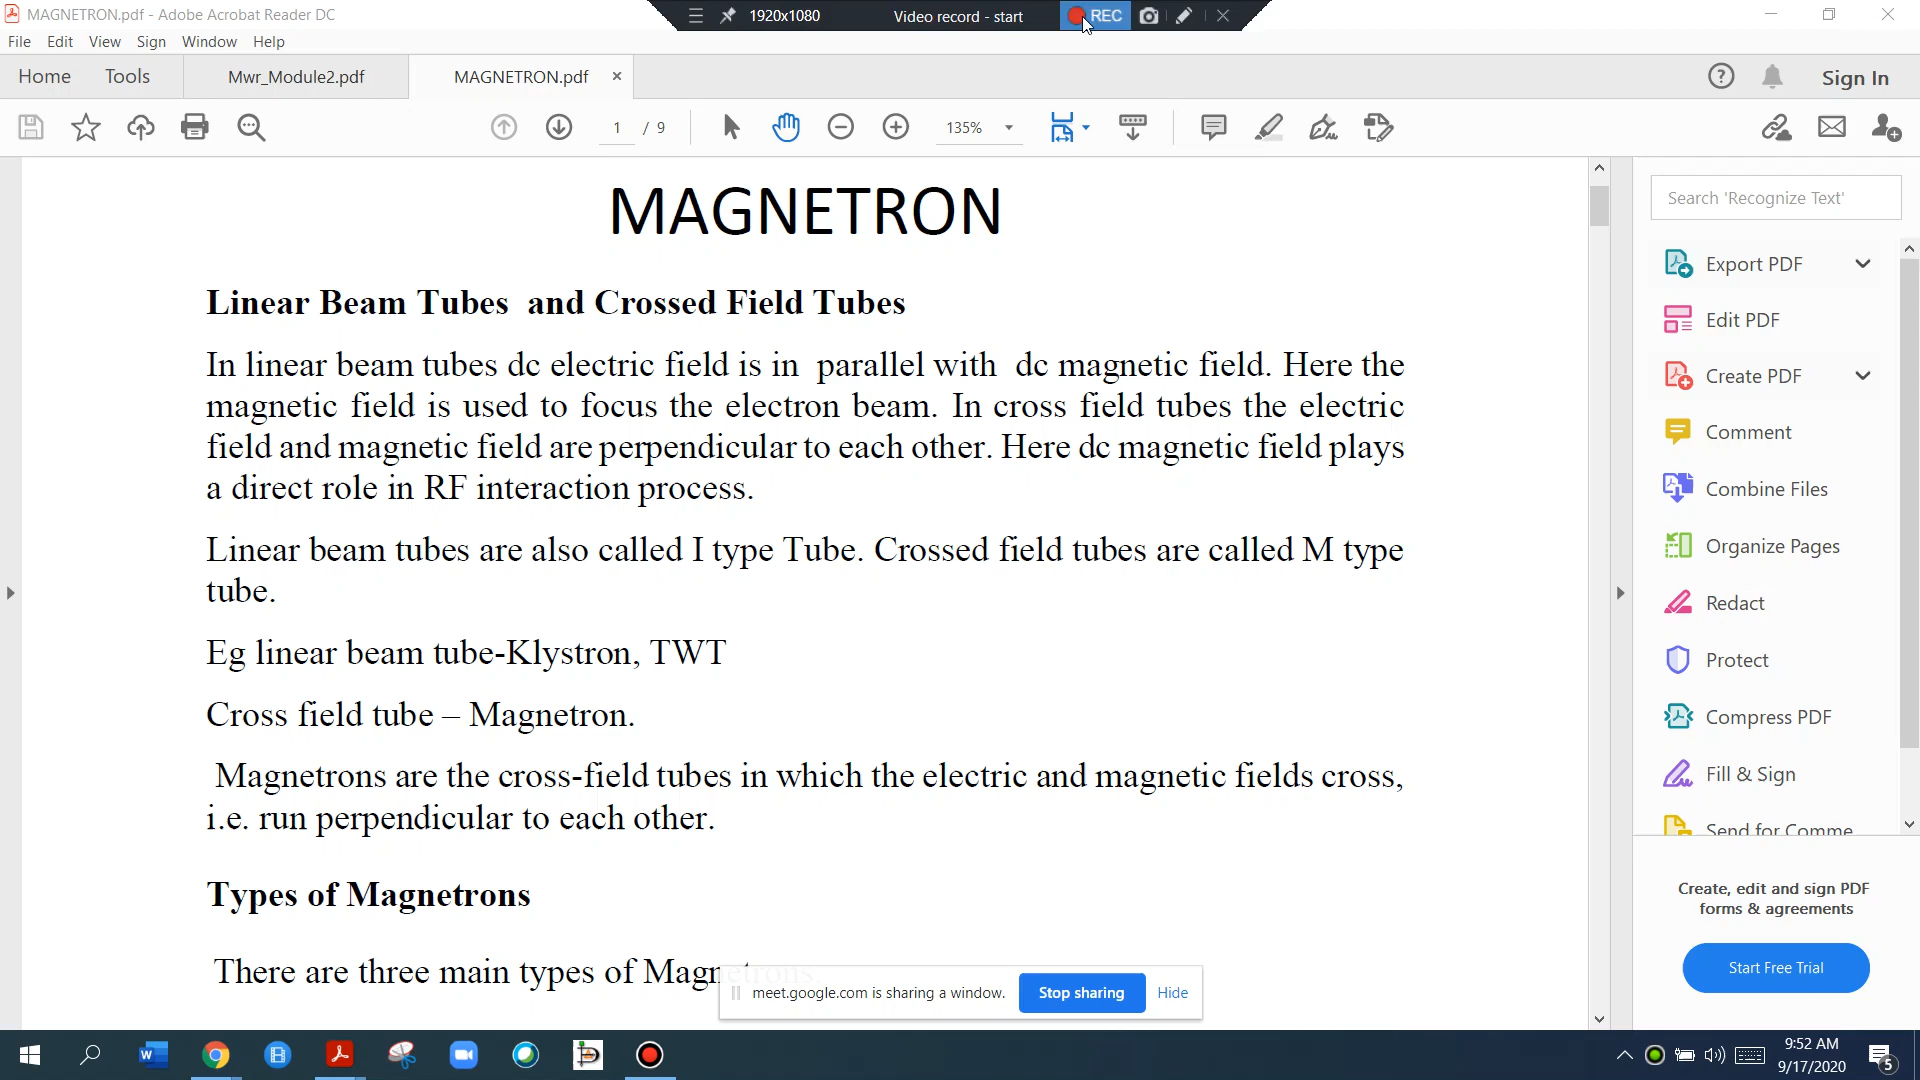 MAGNETRON.pdf - Adobe Acrobat Reader DC
1920x1080 Video record - start REC
File Edit View Sign Window Help
Home Tools Mwr_Module2.pdf MAGNETRON.pdf × Sign In
1 / 9 135%
MAGNETRON
Linear Beam Tubes and Crossed Field Tubes
In linear beam tubes dc electric field is in parallel with dc magnetic field. Here the
magnetic field is used to focus the electron beam. In cross field tubes the electric
field and magnetic field are perpendicular to each other. Here dc magnetic field plays
a direct role in RF interaction process.
Linear beam tubes are also called I type Tube. Crossed field tubes are called M type
tube.
Eg linear beam tube-Klystron, TWT
Cross field tube – Magnetron.
Magnetrons are the cross-field tubes in which the electric and magnetic fields cross,
i.e. run perpendicular to each other.
Types of Magnetrons
There are three main types of Magnetrons
Search 'Recognize Text'
Export PDF
Edit PDF
Create PDF
Comment
Combine Files
Organize Pages
Redact
Protect
Compress PDF
Fill & Sign
Send for Comme
Create, edit and sign PDF
forms & agreements
Start Free Trial
meet.google.com is sharing a window. Stop sharing Hide
9:52 AM
9/17/2020
5